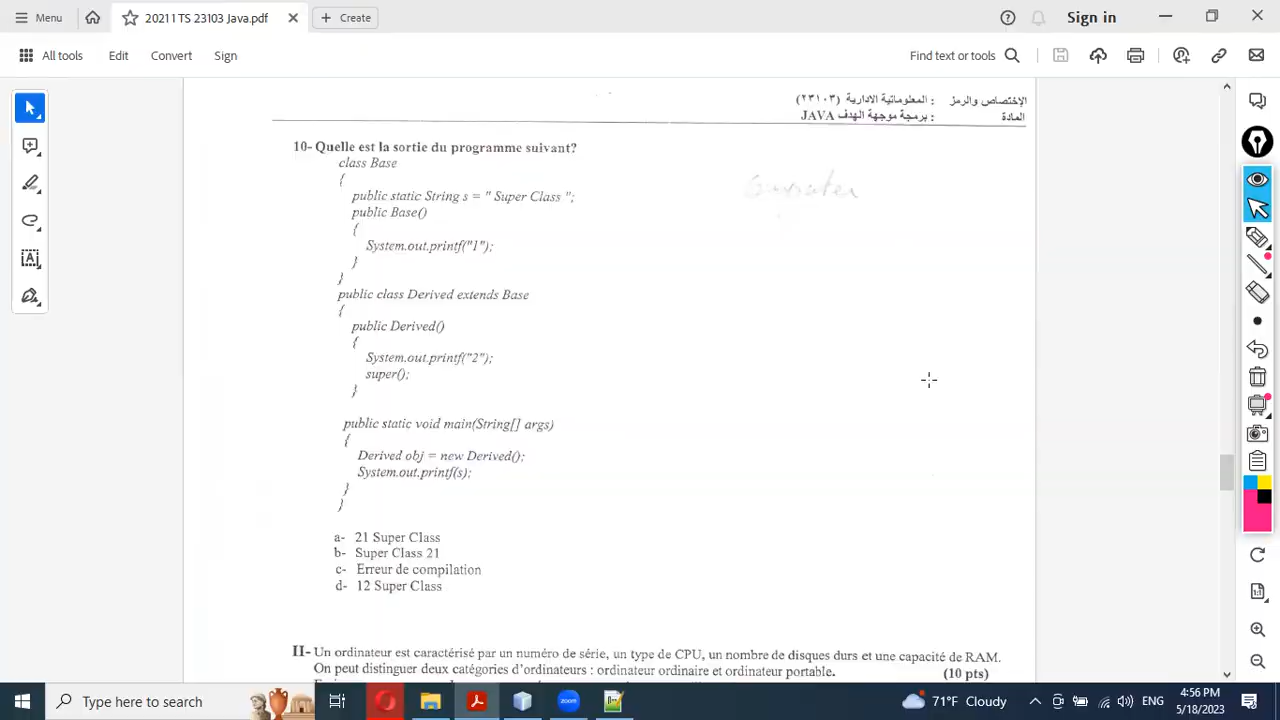 Menu
20211 TS 23103 Java.pdf
Create
Sign in
All tools
Edit
Convert
Sign
Find text or tools
الإختصاص والرمز : المعلوماتية الادارية (٢٣١٠٣)
المادة : برمجة موجهة الهدف JAVA
10- Quelle est la sortie du programme suivant?
class Base
{
public static String s = " Super Class ";
public Base()
{
System.out.printf("1");
}
}
public class Derived extends Base
{
public Derived()
{
System.out.printf("2");
super();
}
public static void main(String[] args)
{
Derived obj = new Derived();
System.out.printf(s);
}
}
a- 21 Super Class
b- Super Class 21
c- Erreur de compilation
d- 12 Super Class
II- Un ordinateur est caractérisé par un numéro de série, un type de CPU, un nombre de disques durs et une capacité de RAM.
On peut distinguer deux catégories d'ordinateurs : ordinateur ordinaire et ordinateur portable. (10 pts)
Type here to search
zoom
71°F Cloudy
ENG
4:56 PM
5/18/2023